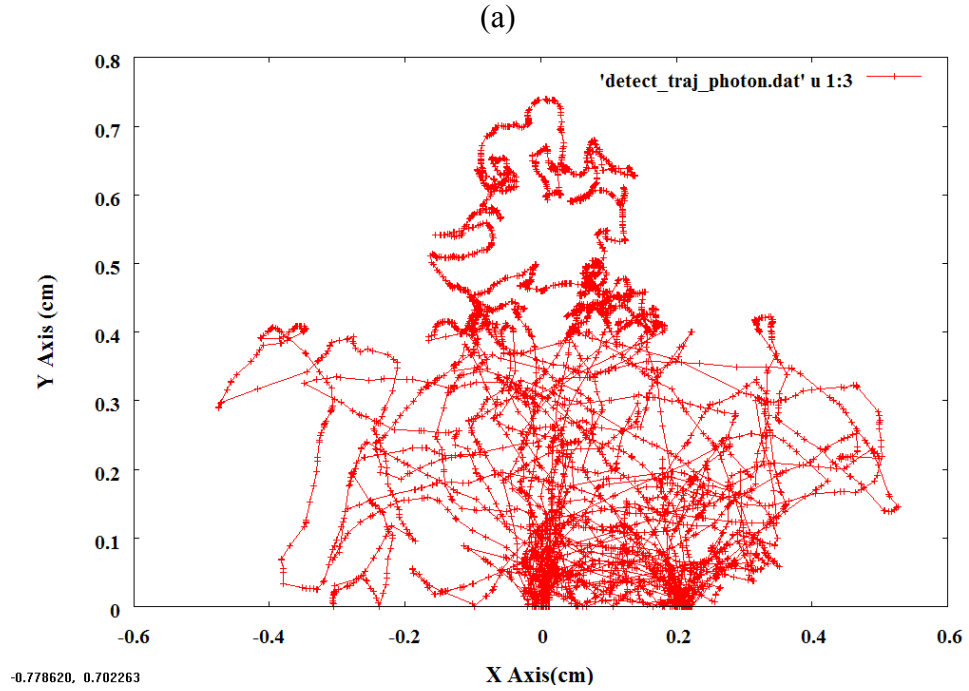 (a)
'detect_traj_photon.dat' u 1:3
0.8
0.7
0.6
0.5
0.4
0.3
0.2
0.1
0
Y Axis (cm)
-0.6 -0.4 -0.2 0 0.2 0.4 0.6
X Axis(cm)
-0.778620, 0.702263